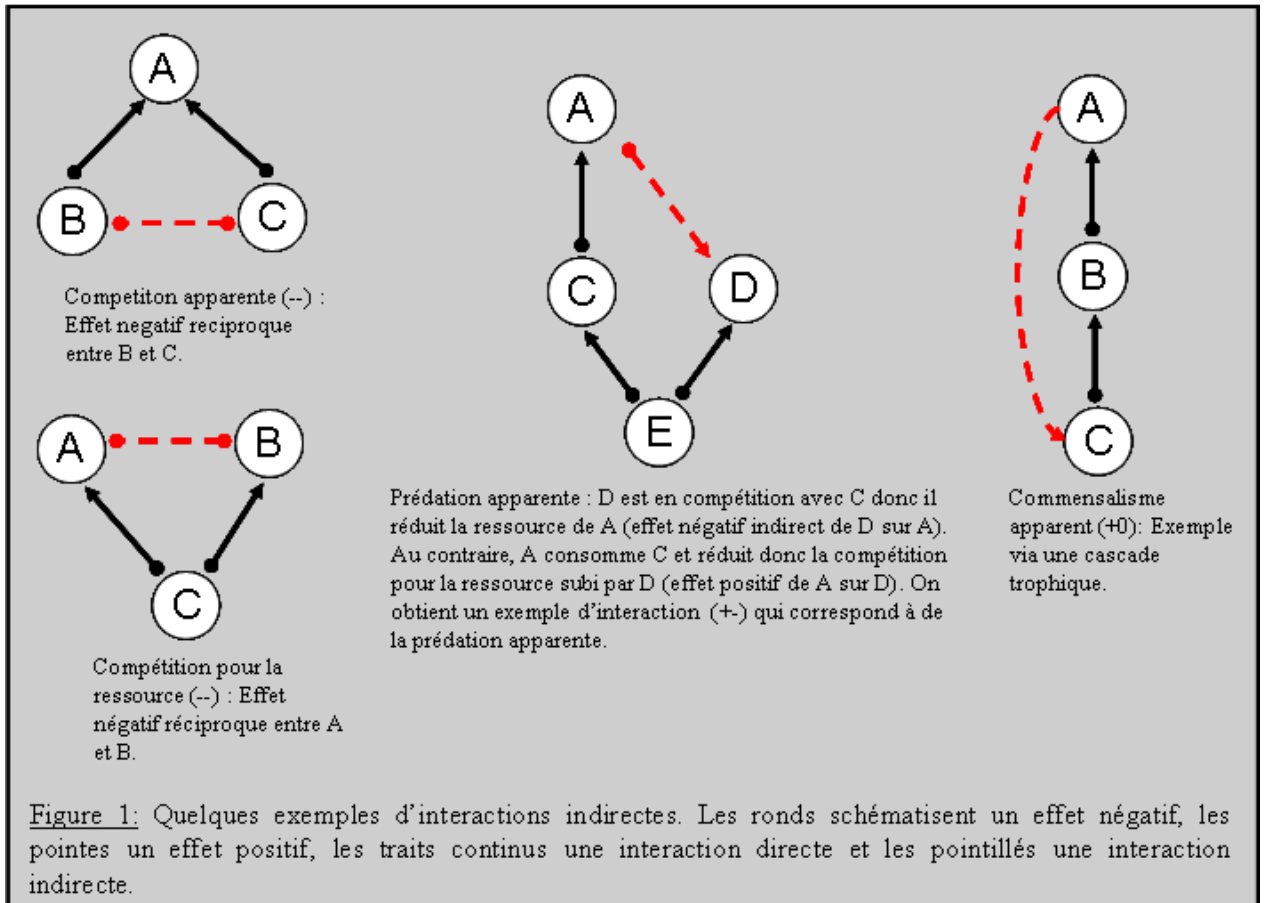 A
B
C
Competiton apparente (--) :
Effet negatif reciproque
entre B et C.
A
B
C
Compétition pour la
ressource (--) : Effet
négatif réciproque entre A
et B.
A
C
D
E
Prédation apparente : D est en compétition avec C donc il
réduit la ressource de A (effet négatif indirect de D sur A).
Au contraire, A consomme C et réduit donc la compétition
pour la ressource subi par D (effet positif de A sur D). On
obtient un exemple d'interaction (+-) qui correspond à de
la prédation apparente.
A
B
C
Commensalisme
apparent (+0): Exemple
via une cascade
trophique.
Figure 1: Quelques exemples d'interactions indirectes. Les ronds schématisent un effet négatif, les
pointes un effet positif, les traits continus une interaction directe et les pointillés une interaction
indirecte.